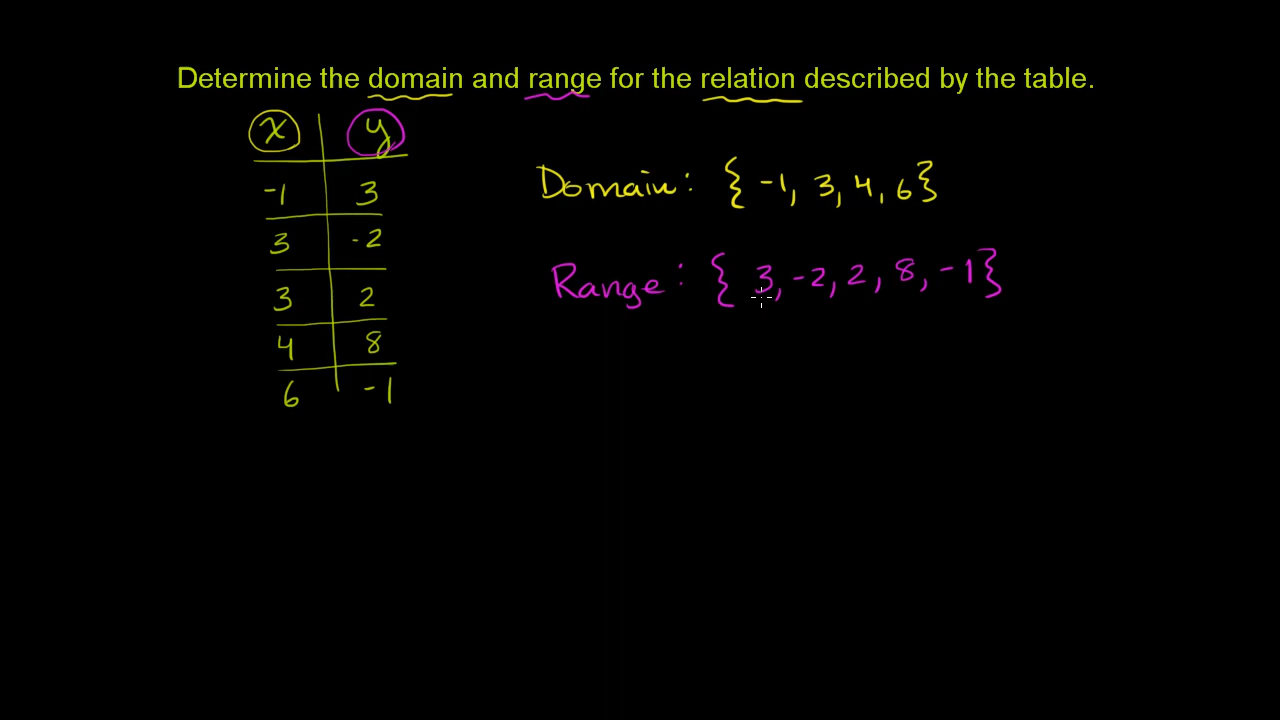 Determine the domain and range for the relation described by the table.
x y
-1 3
3 -2
3 2
4 8
6 -1
Domain: { -1, 3, 4, 6}
Range: { 3, -2, 2, 8, -1}